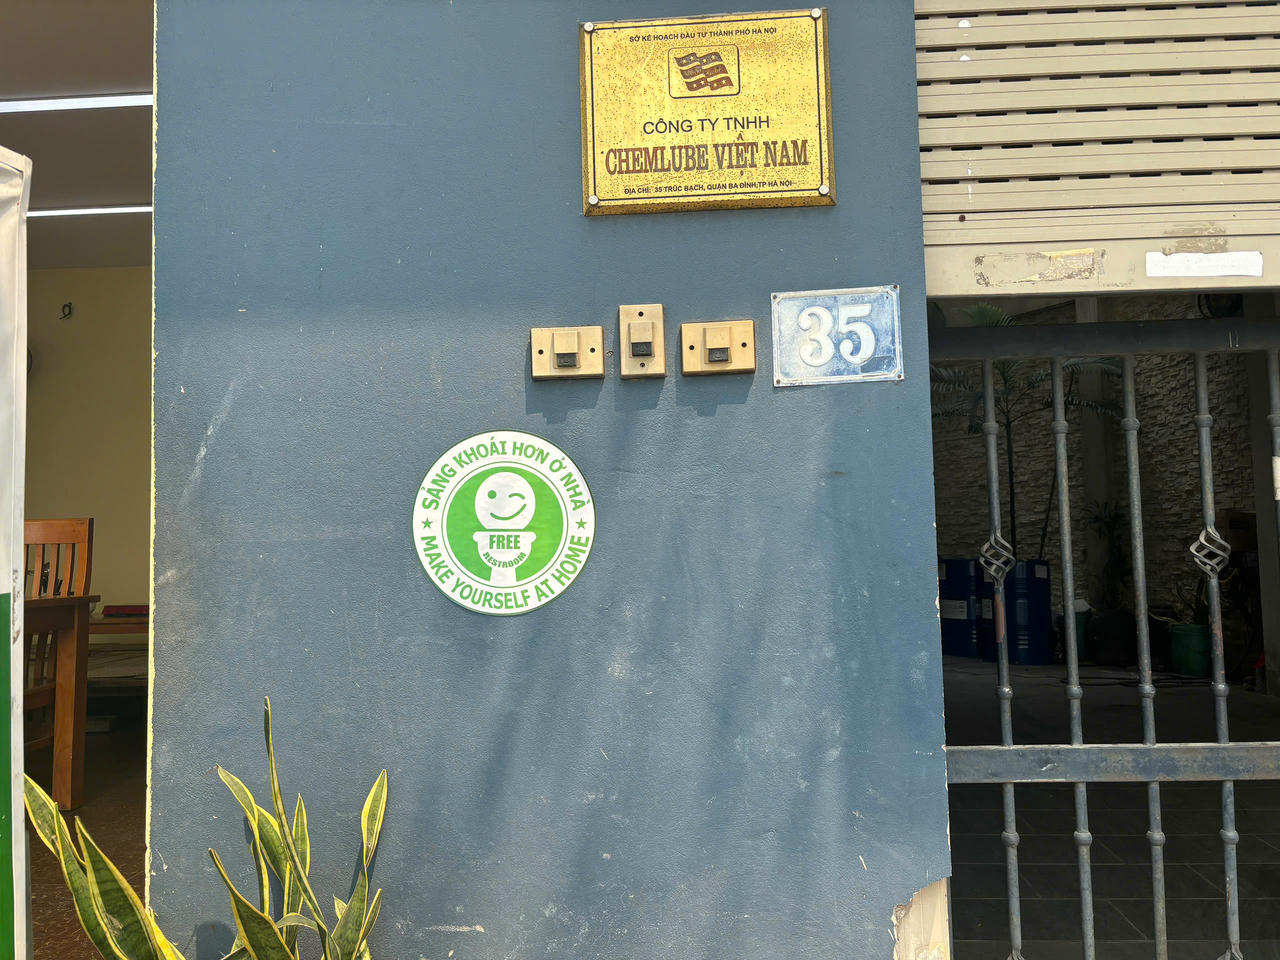 SỞ KẾ HOẠCH ĐẦU TƯ THÀNH PHỐ HÀ NỘI
CÔNG TY TNHH
CHEMLUBE VIỆT NAM
ĐỊA CHỈ: 35 TRÚC BẠCH, QUẬN BA ĐÌNH,TP HÀ NỘI
35
SẢNG KHOÁI HƠN Ở NHÀ
FREE
RESTROOM
MAKE YOURSELF AT HOME